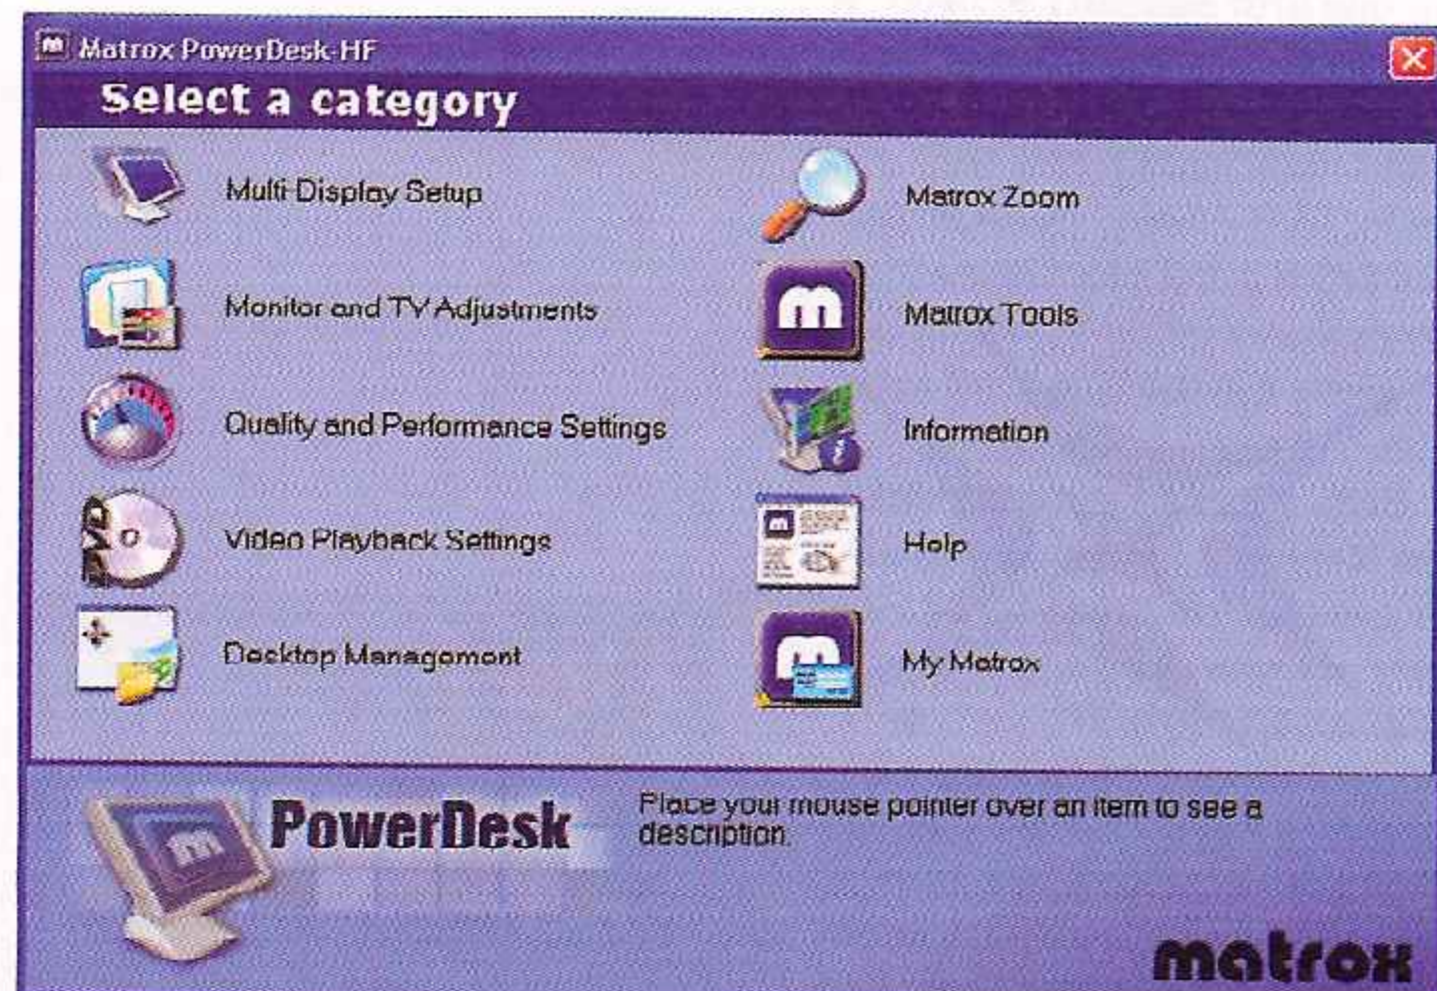 Matrox PowerDesk-HF
Select a category
Multi-Display Setup
Monitor and TV Adjustments
Quality and Performance Settings
DVD
Video Playback Settings
Desktop Management
Matrox Zoom
m
Matrox Tools
Information
Help
My Matrox
PowerDesk
Place your mouse pointer over an item to see a
description.
matrox